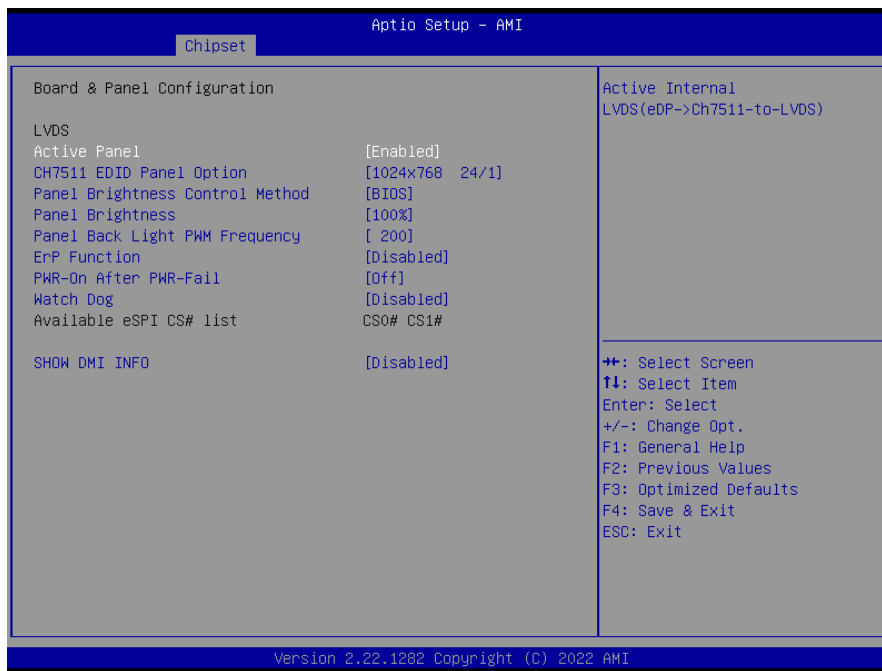 Aptio Setup – AMI
Chipset
Board & Panel Configuration
LVDS
Active Panel [Enabled]
CH7511 EDID Panel Option [1024x768 24/1]
Panel Brightness Control Method [BIOS]
Panel Brightness [100%]
Panel Back Light PWM Frequency [ 200]
ErP Function [Disabled]
PWR-On After PWR-Fail [Off]
Watch Dog [Disabled]
Available eSPI CS# list CS0# CS1#
SHOW DMI INFO [Disabled]
Active Internal
LVDS(eDP->Ch7511-to-LVDS)
→←: Select Screen
↑↓: Select Item
Enter: Select
+/-: Change Opt.
F1: General Help
F2: Previous Values
F3: Optimized Defaults
F4: Save & Exit
ESC: Exit
Version 2.22.1282 Copyright (C) 2022 AMI